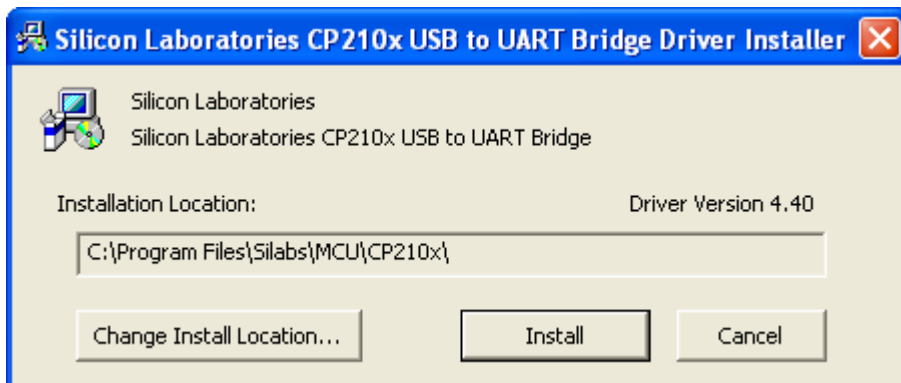 Silicon Laboratories CP210x USB to UART Bridge Driver Installer
Silicon Laboratories
Silicon Laboratories CP210x USB to UART Bridge
Installation Location: Driver Version 4.40
C:\Program Files\Silabs\MCU\CP210x\
Change Install Location... Install Cancel